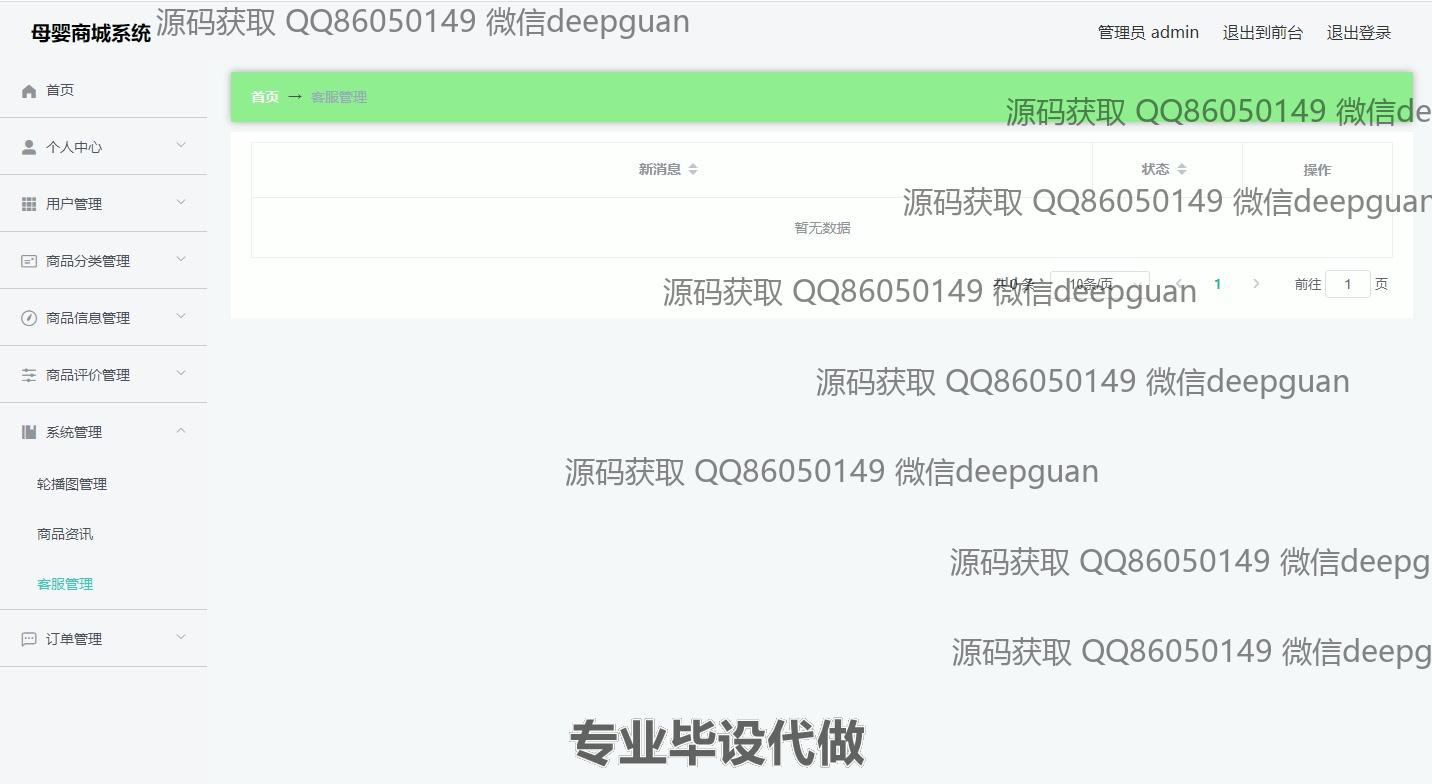 母婴商城系统
源码获取 QQ86050149 微信deepguan
管理员 admin 退出到前台 退出登录
首页
首页 → 客服管理
源码获取 QQ86050149 微信de
个人中心
新消息 状态 操作
用户管理
源码获取 QQ86050149 微信deepguan
暂无数据
商品分类管理
共 0 条 10条/页 1 前往 1 页
源码获取 QQ86050149 微信deepguan
商品信息管理
商品评价管理
源码获取 QQ86050149 微信deepguan
系统管理
源码获取 QQ86050149 微信deepguan
轮播图管理
商品资讯
源码获取 QQ86050149 微信deepg
客服管理
订单管理
源码获取 QQ86050149 微信deepg
专业毕设代做